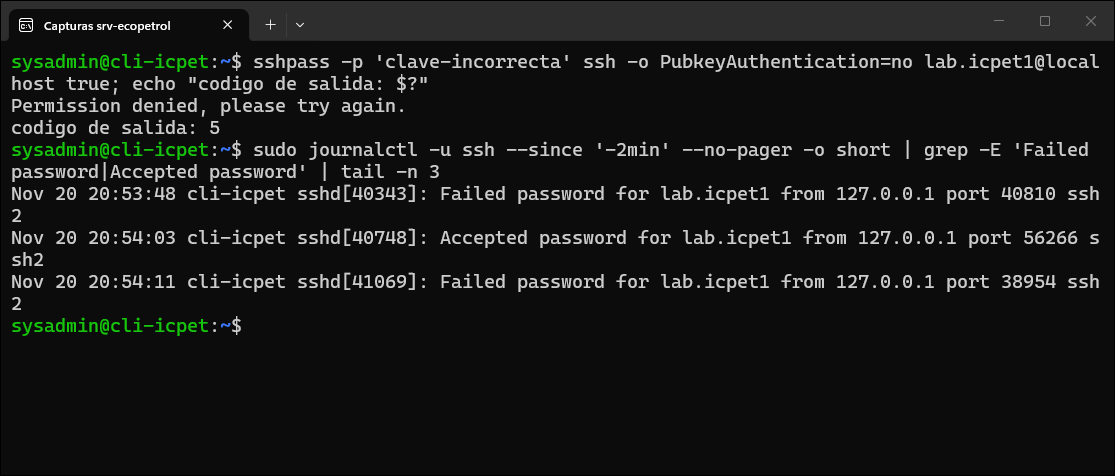 Capturas srv-ecopetrol
sysadmin@cli-icpet:~$ sshpass -p 'clave-incorrecta' ssh -o PubkeyAuthentication=no lab.icpet1@local
host true; echo "codigo de salida: $?"
Permission denied, please try again.
codigo de salida: 5
sysadmin@cli-icpet:~$ sudo journalctl -u ssh --since '-2min' --no-pager -o short | grep -E 'Failed
password|Accepted password' | tail -n 3
Nov 20 20:53:48 cli-icpet sshd[40343]: Failed password for lab.icpet1 from 127.0.0.1 port 40810 ssh
2
Nov 20 20:54:03 cli-icpet sshd[40748]: Accepted password for lab.icpet1 from 127.0.0.1 port 56266 s
sh2
Nov 20 20:54:11 cli-icpet sshd[41069]: Failed password for lab.icpet1 from 127.0.0.1 port 38954 ssh
2
sysadmin@cli-icpet:~$